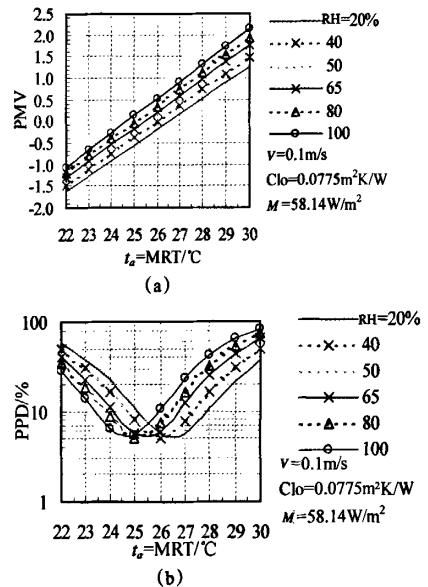 2.5
2.0
1.5
1.0
0.5
0.0
-0.5
-1.0
-1.5
-2.0
PMV
22 23 24 25 26 27 28 29 30
tₐ=MRT/°C
RH=20%
40
50
65
80
100
V=0.1m/s
Clo=0.0775m²K/W
M=58.14W/m²
(a)
100
10
1
PPD/%
22 23 24 25 26 27 28 29 30
tₐ=MRT/°C
RH=20%
40
50
65
80
100
V=0.1m/s
Clo=0.0775m²K/W
M=58.14W/m²
(b)